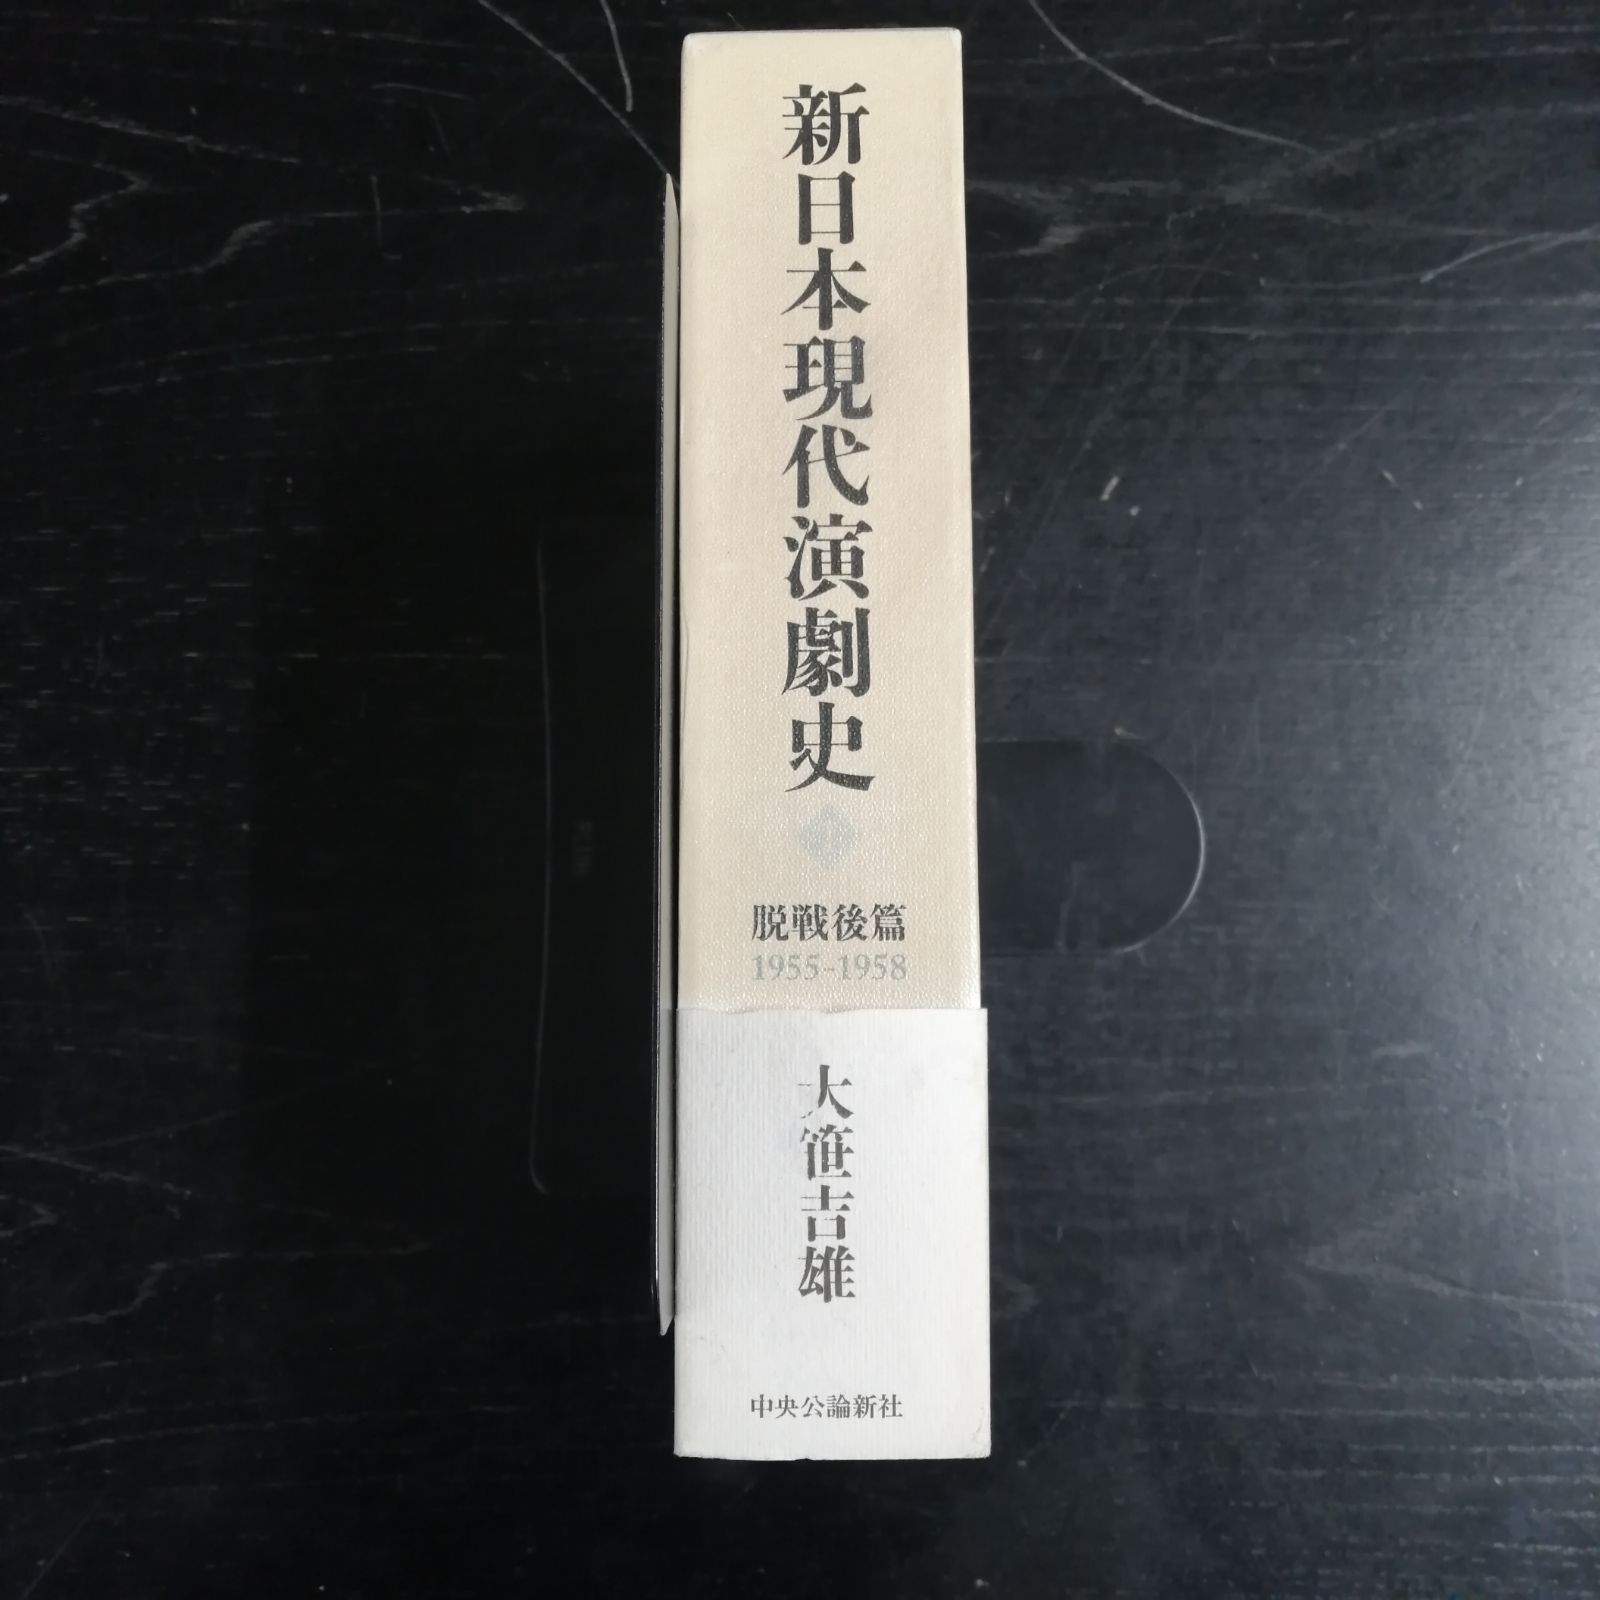 新日本現代演劇史
脱戦後篇
1955-1958
大笹吉雄
中央公論新社